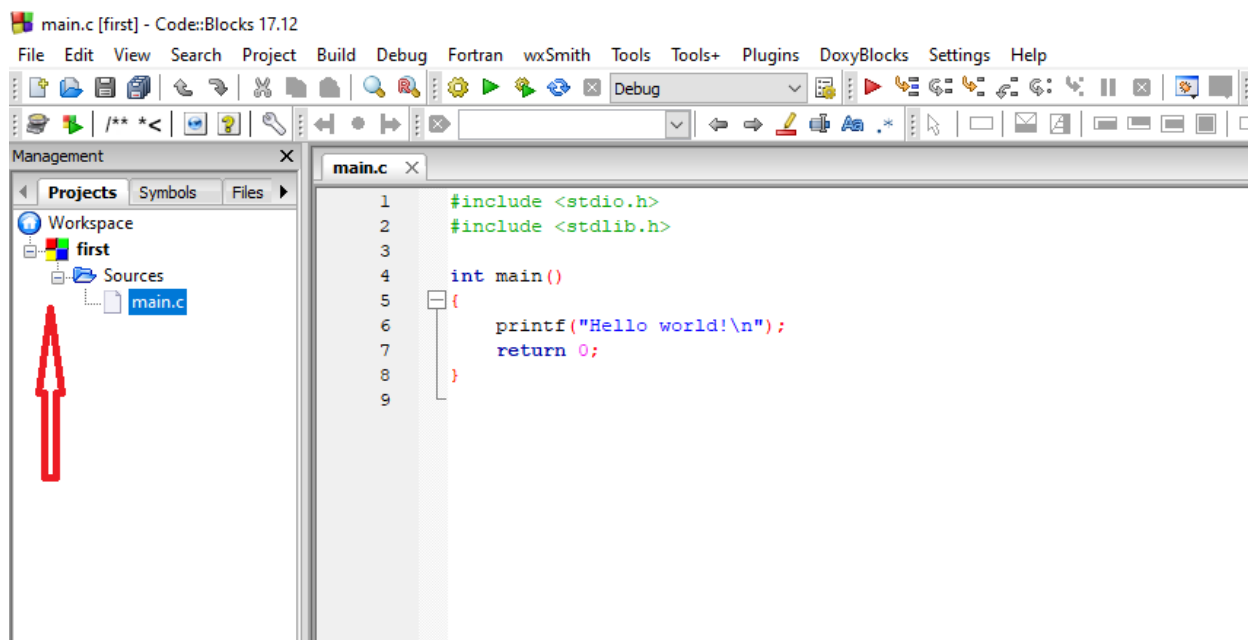 main.c [first] - Code::Blocks 17.12
File Edit View Search Project Build Debug Fortran wxSmith Tools Tools+ Plugins DoxyBlocks Settings Help
Debug
/** *<
Aa .*
Management
main.c
Projects Symbols Files
Workspace
first
Sources
main.c
1 #include <stdio.h>
2 #include <stdlib.h>
3
4 int main()
5 {
6 printf("Hello world!\n");
7 return 0;
8 }
9